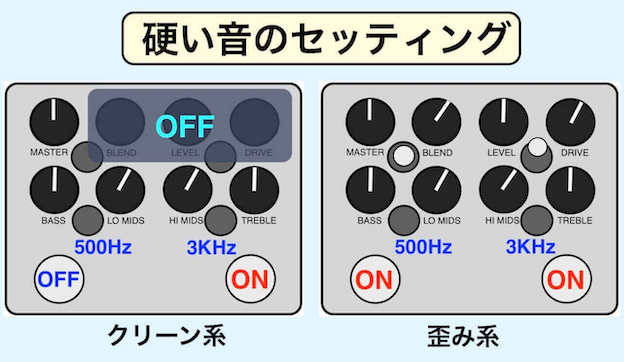 硬い音のセッティング
OFF
MASTER BLEND LEVEL DRIVE
BASS LO MIDS HI MIDS TREBLE
500Hz 3KHz
OFF ON
クリーン系
MASTER BLEND LEVEL DRIVE
BASS LO MIDS HI MIDS TREBLE
500Hz 3KHz
ON ON
歪み系